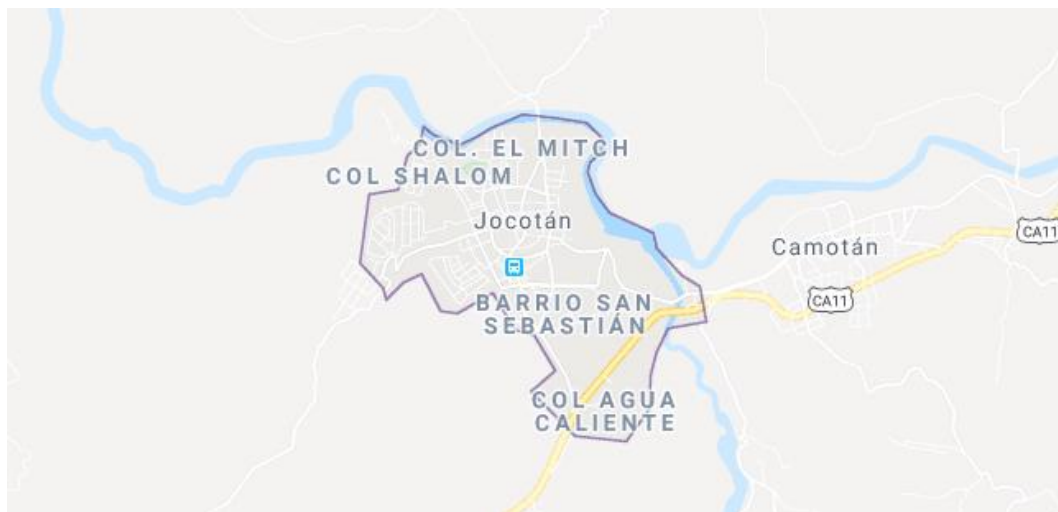 COL. EL MITCH
COL SHALOM
Jocotán
Camotán
CA11
CA11
BARRIO SAN
SEBASTIÁN
COL AGUA
CALIENTE